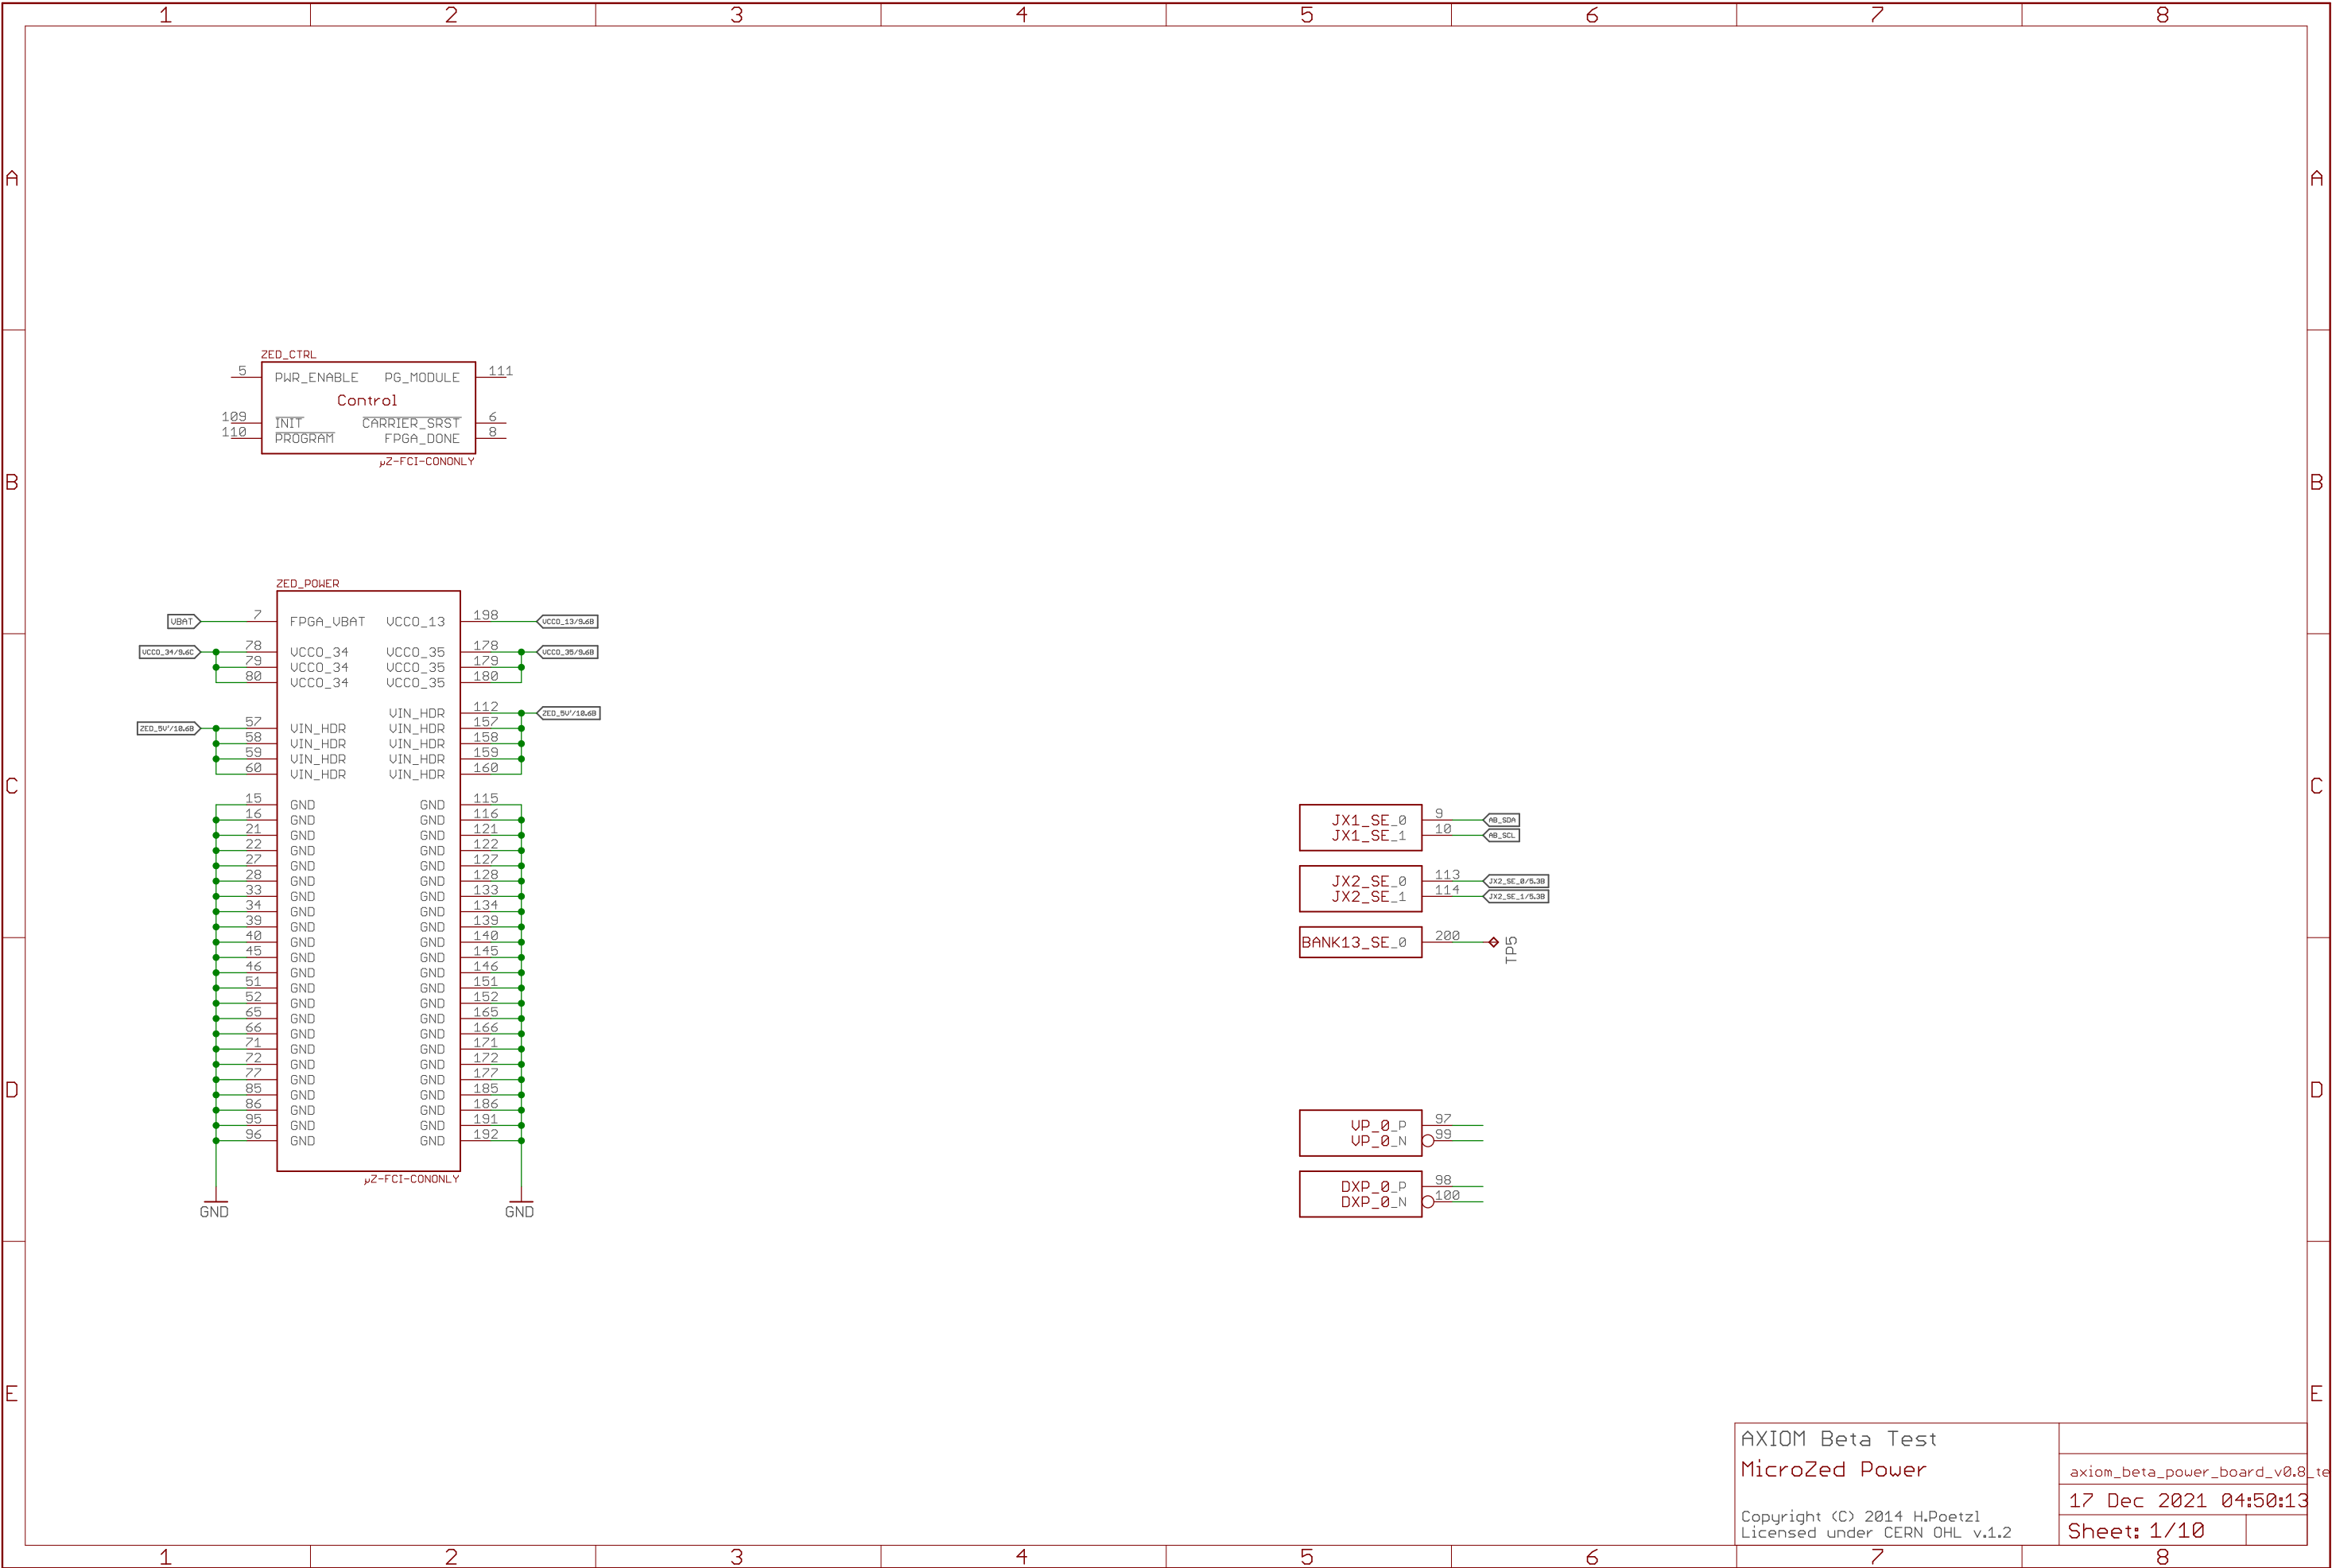 1 2 3 4 5 6 7 8
A A
B B
C C
D D
E E
ZED_CTRL
5 PWR_ENABLE PG_MODULE 111
Control
109 INIT CARRIER_SRST 6
110 PROGRAM FPGA_DONE 8
µZ-FCI-CONONLY
ZED_POWER
VBAT 7 FPGA_VBAT VCCO_13 198 VCCO_13/9.6B
VCCO_34/9.6C 78 VCCO_34 VCCO_35 178 VCCO_35/9.6B
79 VCCO_34 VCCO_35 179
80 VCCO_34 VCCO_35 180
VIN_HDR 112 ZED_5V'/10.6B
ZED_5V'/10.6B 57 VIN_HDR VIN_HDR 157
58 VIN_HDR VIN_HDR 158
59 VIN_HDR VIN_HDR 159
60 VIN_HDR VIN_HDR 160
15 GND GND 115
16 GND GND 116
21 GND GND 121
22 GND GND 122
27 GND GND 127
28 GND GND 128
33 GND GND 133
34 GND GND 134
39 GND GND 139
40 GND GND 140
45 GND GND 145
46 GND GND 146
51 GND GND 151
52 GND GND 152
65 GND GND 165
66 GND GND 166
71 GND GND 171
72 GND GND 172
77 GND GND 177
85 GND GND 185
86 GND GND 186
95 GND GND 191
96 GND GND 192
µZ-FCI-CONONLY
GND GND
JX1_SE_0 9 AB_SDA
JX1_SE_1 10 AB_SCL
JX2_SE_0 113 JX2_SE_0/5.3B
JX2_SE_1 114 JX2_SE_1/5.3B
BANK13_SE_0 200 TP5
VP_0_P 97
VP_0_N 99
DXP_0_P 98
DXP_0_N 100
AXIOM Beta Test
MicroZed Power
Copyright (C) 2014 H.Poetzl
Licensed under CERN OHL v.1.2
axiom_beta_power_board_v0.8_te
17 Dec 2021 04:50:13
Sheet: 1/10
1 2 3 4 5 6 7 8